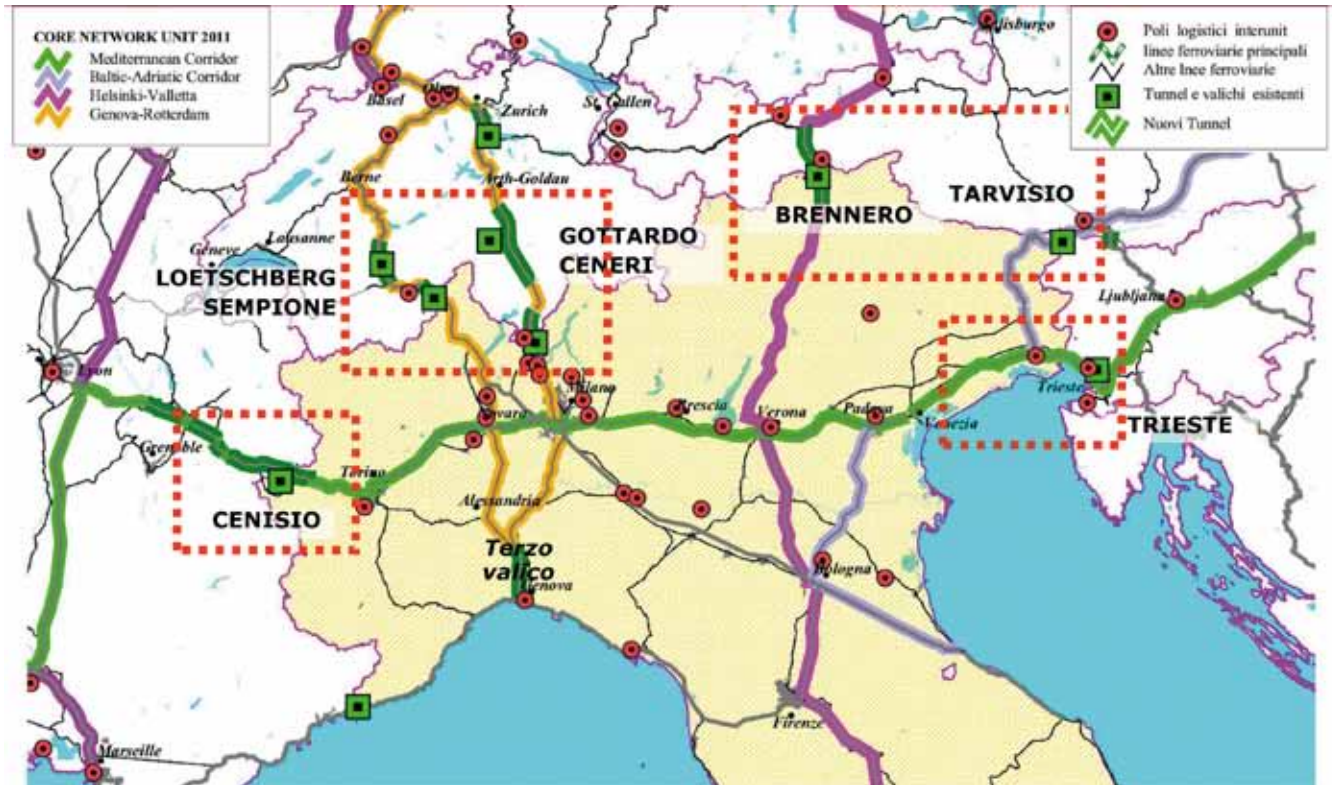 CORE NETWORK UNIT 2011
Mediterranean Corridor
Baltic-Adriatic Corridor
Helsinki-Valletta
Genova-Rotterdam
Poli logistici interunit
linee ferroviarie principali
Altre lnee ferroviarie
Tunnel e valichi esistenti
Nuovi Tunnel
lisburgo
Basel
Zurich
St. Gallen
Berne
Arth-Goldau
BRENNERO
TARVISIO
Lausanne
Genéve
GOTTARDO
CENERI
LOETSCHBERG
SEMPIONE
Ljubljana
Lyon
Milano
Trieste
Novara
Brescia
Verona
Padova
Venezia
TRIESTE
Grenoble
Torino
CENISIO
Alessandria
Terzo
valico
Genova
Bologna
Firenze
Marseille